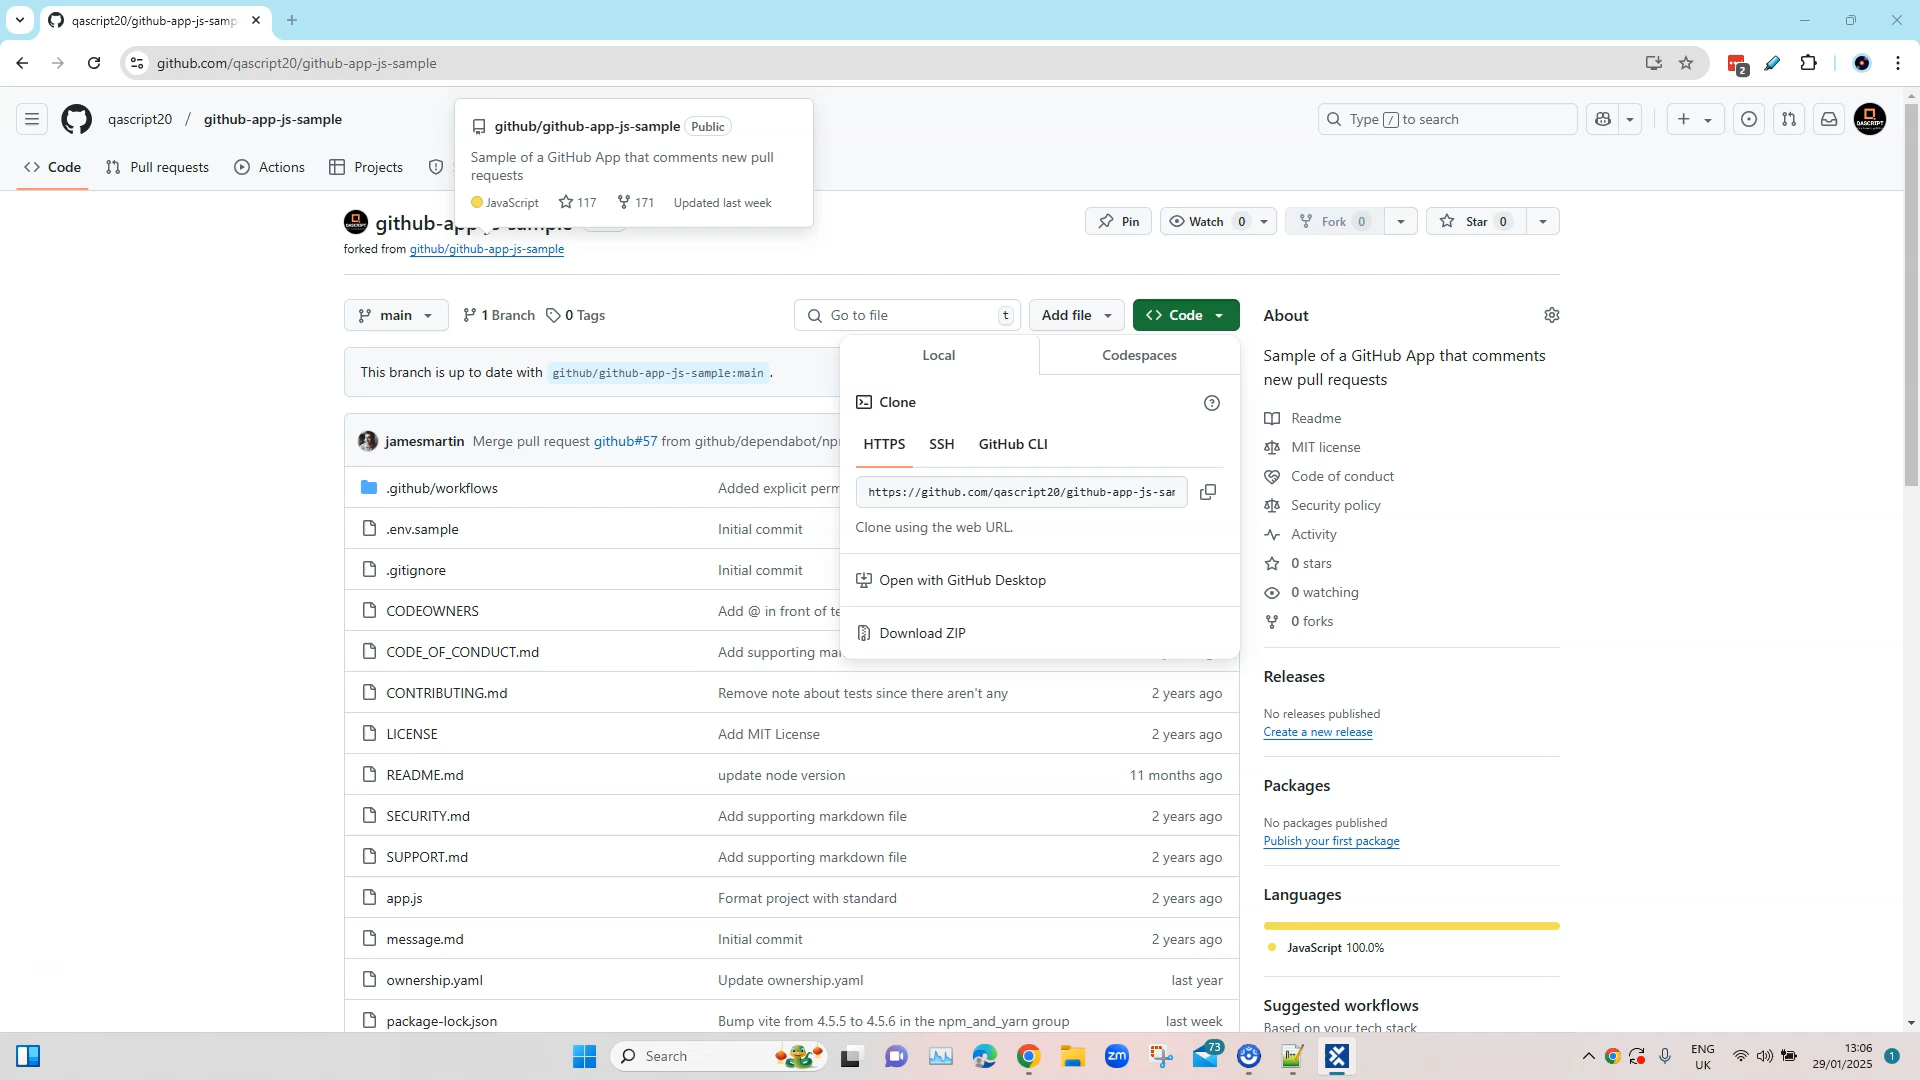 qascript20/github-app-js-samp
github.com/qascript20/github-app-js-sample
2
qascript20 / github-app-js-sample
Type / to search
github/github-app-js-sample Public
Sample of a GitHub App that comments new pull
requests
JavaScript 117 171 Updated last week
Code Pull requests Actions Projects
github-app-js-sample
Pin Watch 0 Fork 0 Star 0
forked from github/github-app-js-sample
main 1 Branch 0 Tags Go to file t Add file Code
This branch is up to date with github/github-app-js-sample:main .
jamesmartin Merge pull request github#57 from github/dependabot/np
.github/workflows Added explicit perm
.env.sample Initial commit
.gitignore Initial commit
CODEOWNERS Add @ in front of te
CODE_OF_CONDUCT.md Add supporting mar
CONTRIBUTING.md Remove note about tests since there aren't any 2 years ago
LICENSE Add MIT License 2 years ago
README.md update node version 11 months ago
SECURITY.md Add supporting markdown file 2 years ago
SUPPORT.md Add supporting markdown file 2 years ago
app.js Format project with standard 2 years ago
message.md Initial commit 2 years ago
ownership.yaml Update ownership.yaml last year
package-lock.json Bump vite from 4.5.5 to 4.5.6 in the npm_and_yarn group last week
Local Codespaces
Clone
HTTPS SSH GitHub CLI
https://github.com/qascript20/github-app-js-sar
Clone using the web URL.
Open with GitHub Desktop
Download ZIP
About
Sample of a GitHub App that comments
new pull requests
Readme
MIT license
Code of conduct
Security policy
Activity
0 stars
0 watching
0 forks
Releases
No releases published
Create a new release
Packages
No packages published
Publish your first package
Languages
JavaScript 100.0%
Suggested workflows
Based on your tech stack
Search
zm
73
ENG
UK
13:06
29/01/2025
1